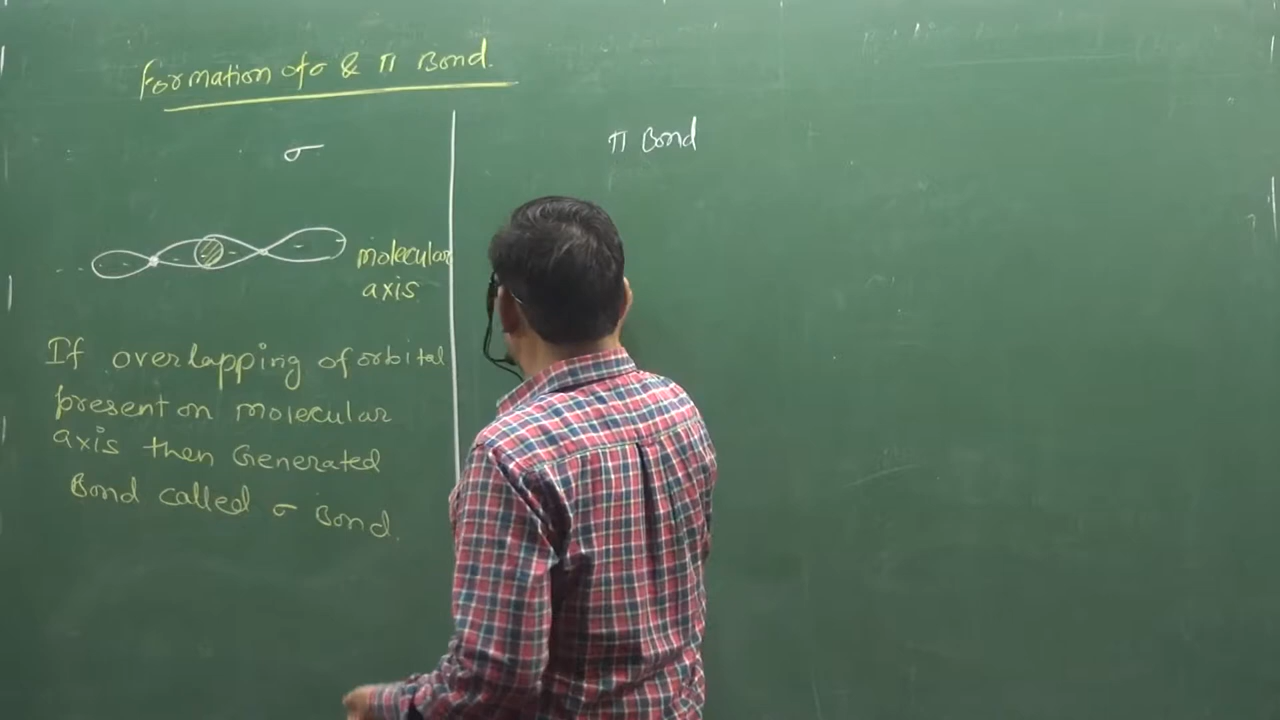 Formation of σ & π Bond.
σ
π Bond
molecular
axis
If overlapping of orbital
present on molecular
axis then Generated
Bond called σ Bond.